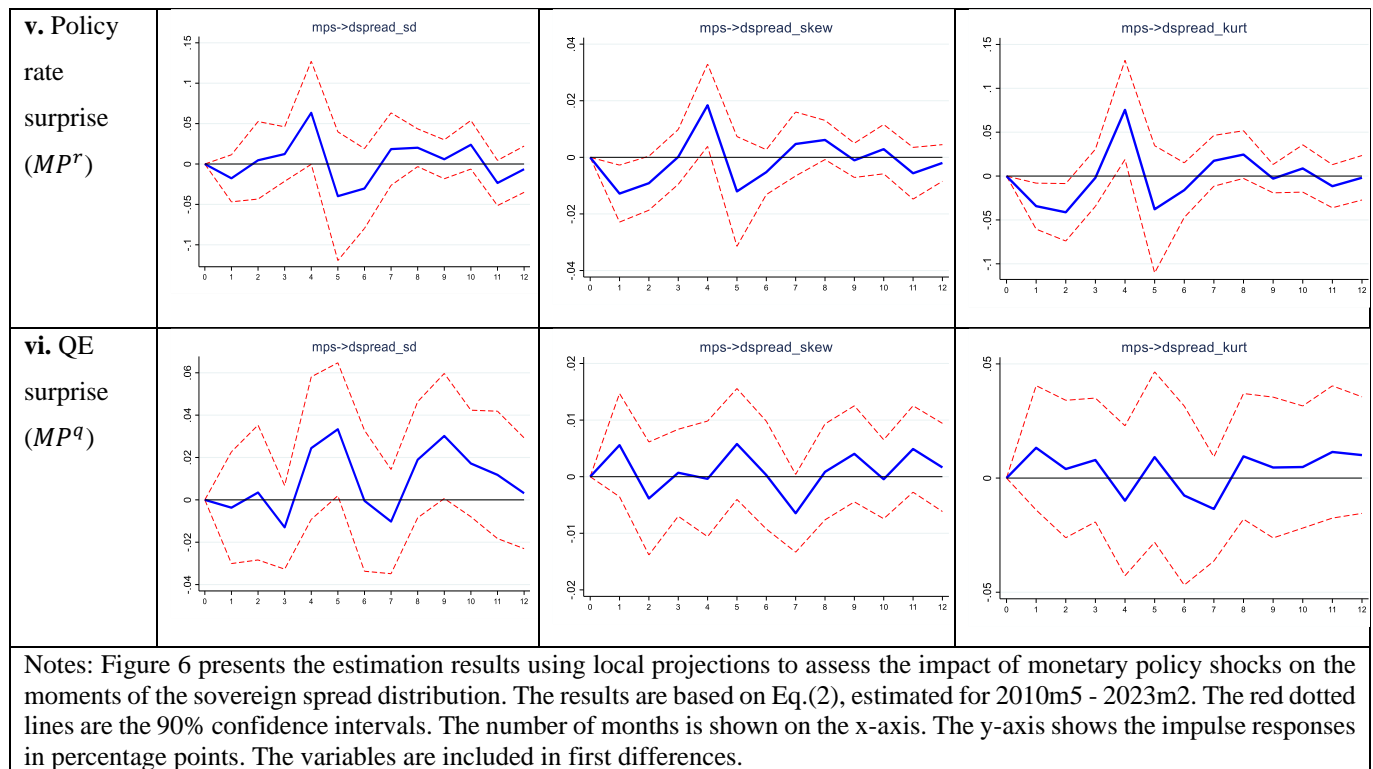 v. Policy
rate
surprise
(MP^r)
mps->dspread_sd
.15
.1
.05
0
-.05
-.1
0 1 2 3 4 5 6 7 8 9 10 11 12
mps->dspread_skew
.04
.02
0
-.02
-.04
0 1 2 3 4 5 6 7 8 9 10 11 12
mps->dspread_kurt
.15
.1
.05
0
-.05
-.1
0 1 2 3 4 5 6 7 8 9 10 11 12
vi. QE
surprise
(MP^q)
mps->dspread_sd
.06
.04
.02
0
-.02
-.04
0 1 2 3 4 5 6 7 8 9 10 11 12
mps->dspread_skew
.02
.01
0
-.01
-.02
0 1 2 3 4 5 6 7 8 9 10 11 12
mps->dspread_kurt
.05
0
-.05
0 1 2 3 4 5 6 7 8 9 10 11 12
Notes: Figure 6 presents the estimation results using local projections to assess the impact of monetary policy shocks on the
moments of the sovereign spread distribution. The results are based on Eq.(2), estimated for 2010m5 - 2023m2. The red dotted
lines are the 90% confidence intervals. The number of months is shown on the x-axis. The y-axis shows the impulse responses
in percentage points. The variables are included in first differences.